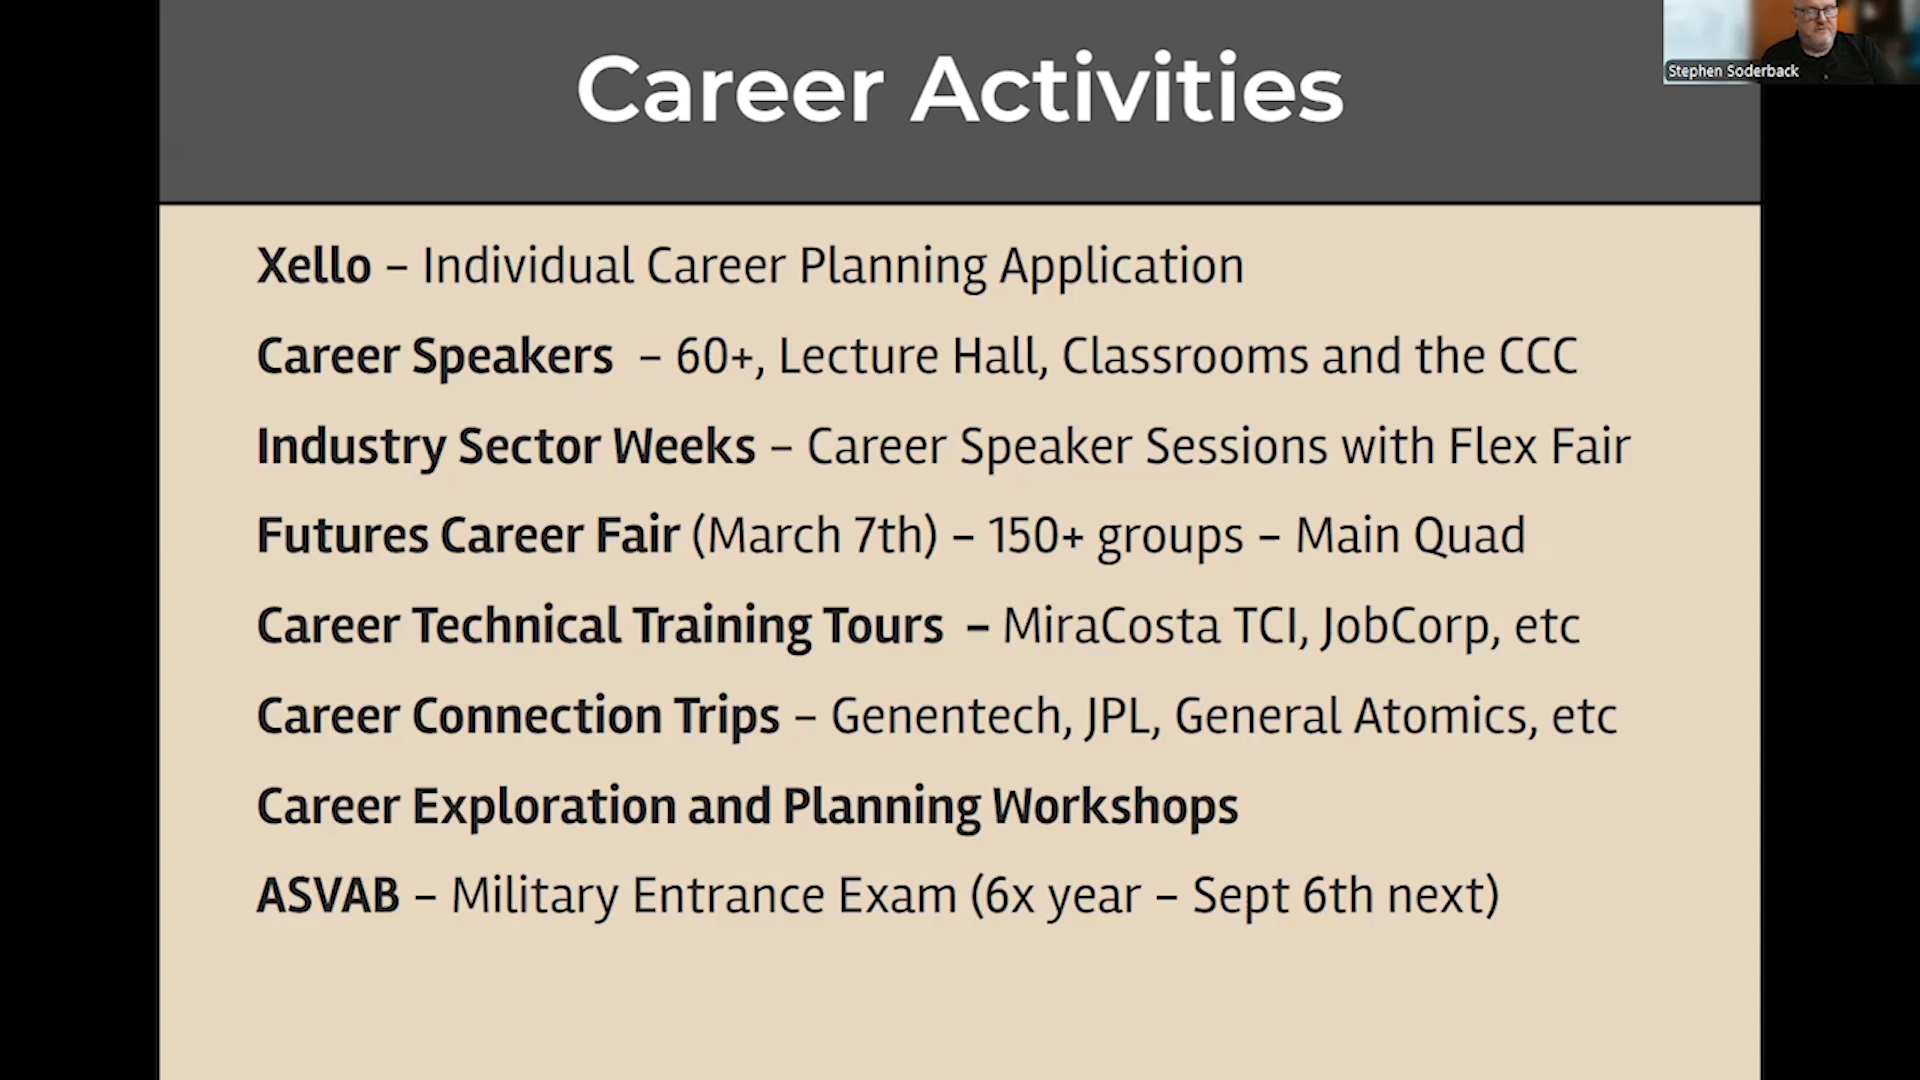 Career Activities
Stephen Soderback
Xello – Individual Career Planning Application
Career Speakers – 60+, Lecture Hall, Classrooms and the CCC
Industry Sector Weeks – Career Speaker Sessions with Flex Fair
Futures Career Fair (March 7th) – 150+ groups – Main Quad
Career Technical Training Tours – MiraCosta TCI, JobCorp, etc
Career Connection Trips – Genentech, JPL, General Atomics, etc
Career Exploration and Planning Workshops
ASVAB – Military Entrance Exam (6x year – Sept 6th next)